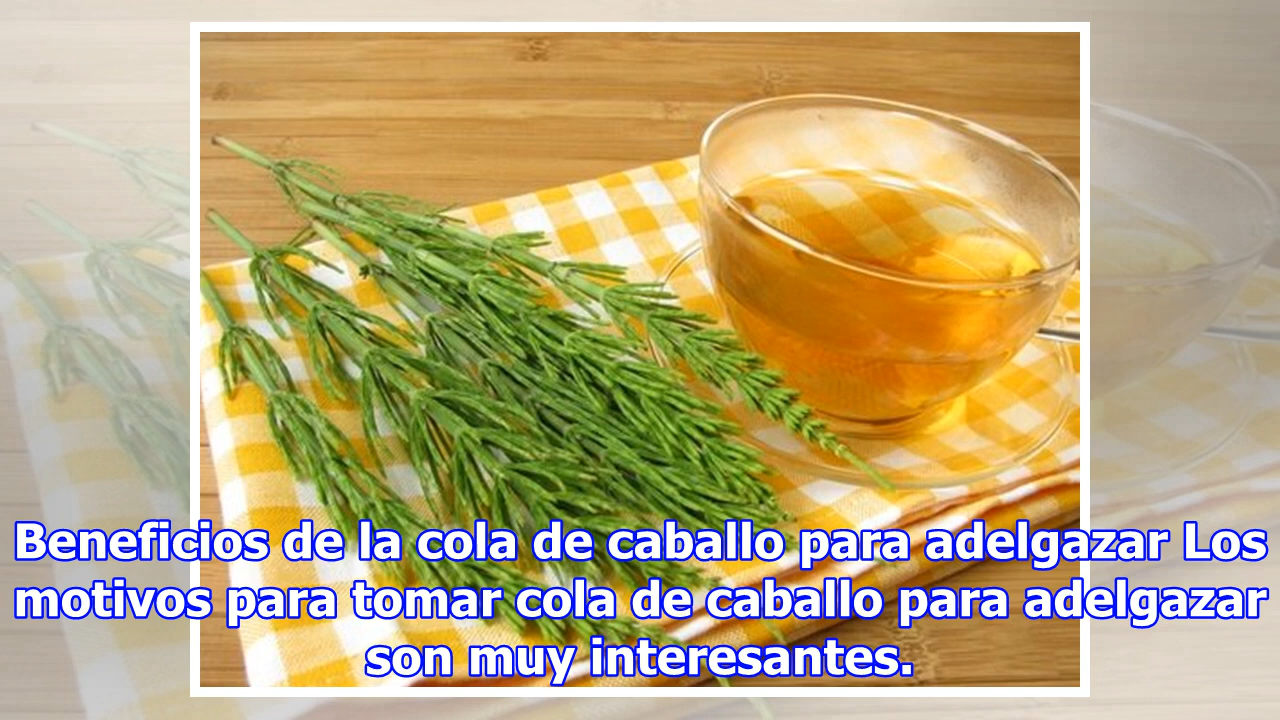 Beneficios de la cola de caballo para adelgazar Los
motivos para tomar cola de caballo para adelgazar
son muy interesantes.